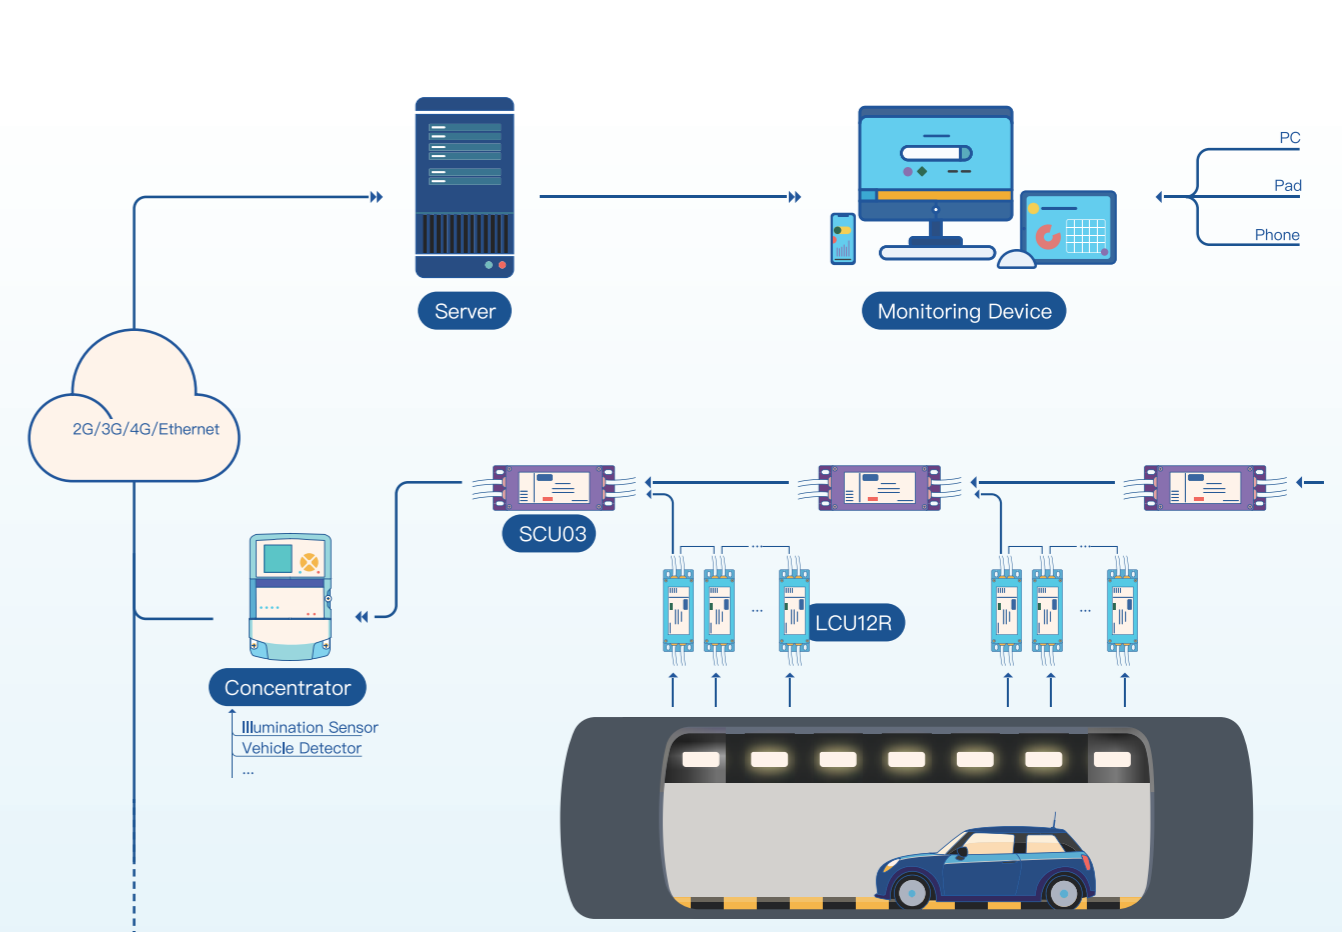 PC
Pad
Phone
Server
Monitoring Device
2G/3G/4G/Ethernet
SCU03
...
...
...
LCU12R
...
Concentrator
Illumination Sensor
Vehicle Detector
...